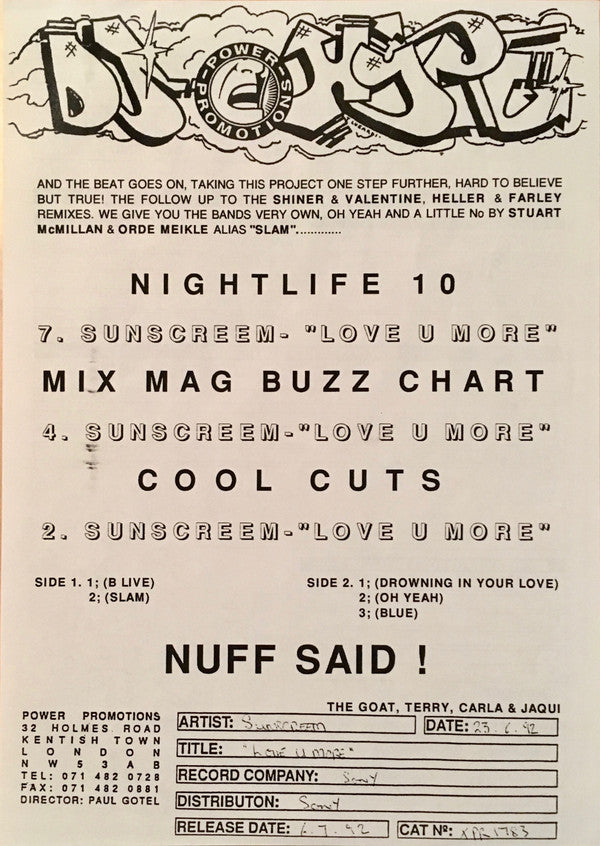 DJ HYPE
-POWER-
PROMOTIONS
AND THE BEAT GOES ON, TAKING THIS PROJECT ONE STEP FURTHER, HARD TO BELIEVE
BUT TRUE! THE FOLLOW UP TO THE SHINER & VALENTINE, HELLER & FARLEY
REMIXES. WE GIVE YOU THE BANDS VERY OWN, OH YEAH AND A LITTLE No BY STUART
McMILLAN & ORDE MEIKLE ALIAS "SLAM".............
NIGHTLIFE 10
7. SUNSCREEM- "LOVE U MORE"
MIX MAG BUZZ CHART
4. SUNSCREEM-"LOVE U MORE"
COOL CUTS
2. SUNSCREEM-"LOVE U MORE"
SIDE 1. 1; (B LIVE)
2; (SLAM)
SIDE 2. 1; (DROWNING IN YOUR LOVE)
2; (OH YEAH)
3; (BLUE)
NUFF SAID !
THE GOAT, TERRY, CARLA & JAQUI
POWER PROMOTIONS
32 HOLMES ROAD
KENTISH TOWN
LONDON
NW5 3AB
TEL: 071 482 0728
FAX: 071 482 0881
DIRECTOR: PAUL GOTEL
ARTIST: SUNSCREEM DATE: 23.6.92
TITLE: "LOVE U MORE"
RECORD COMPANY: SONY
DISTRIBUTON: SONY
RELEASE DATE: 6.7.92 CAT Nº: XPR1783